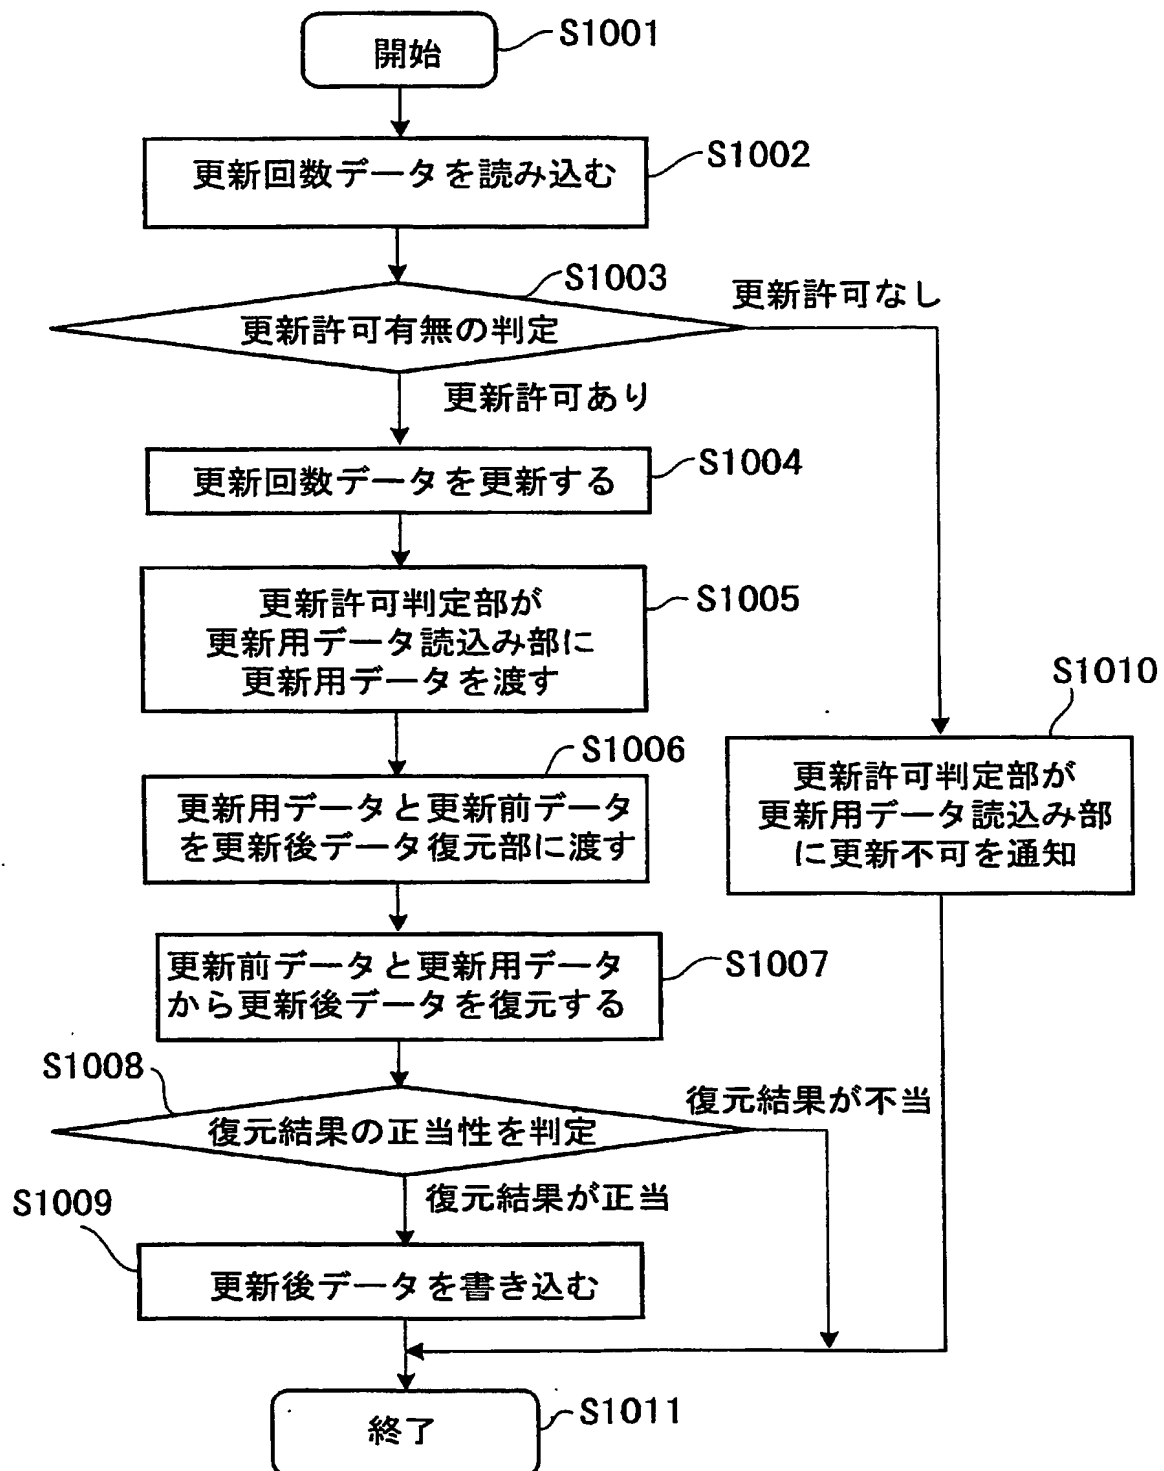 開始
S1001
更新回数データを読み込む
S1002
更新許可有無の判定
S1003
更新許可なし
更新許可あり
更新回数データを更新する
S1004
更新許可判定部が
更新用データ読込み部に
更新用データを渡す
S1005
更新用データと更新前データ
を更新後データ復元部に渡す
S1006
更新許可判定部が
更新用データ読込み部
に更新不可を通知
S1010
更新前データと更新用データ
から更新後データを復元する
S1007
S1008
復元結果の正当性を判定
復元結果が不当
復元結果が正当
S1009
更新後データを書き込む
終了
S1011